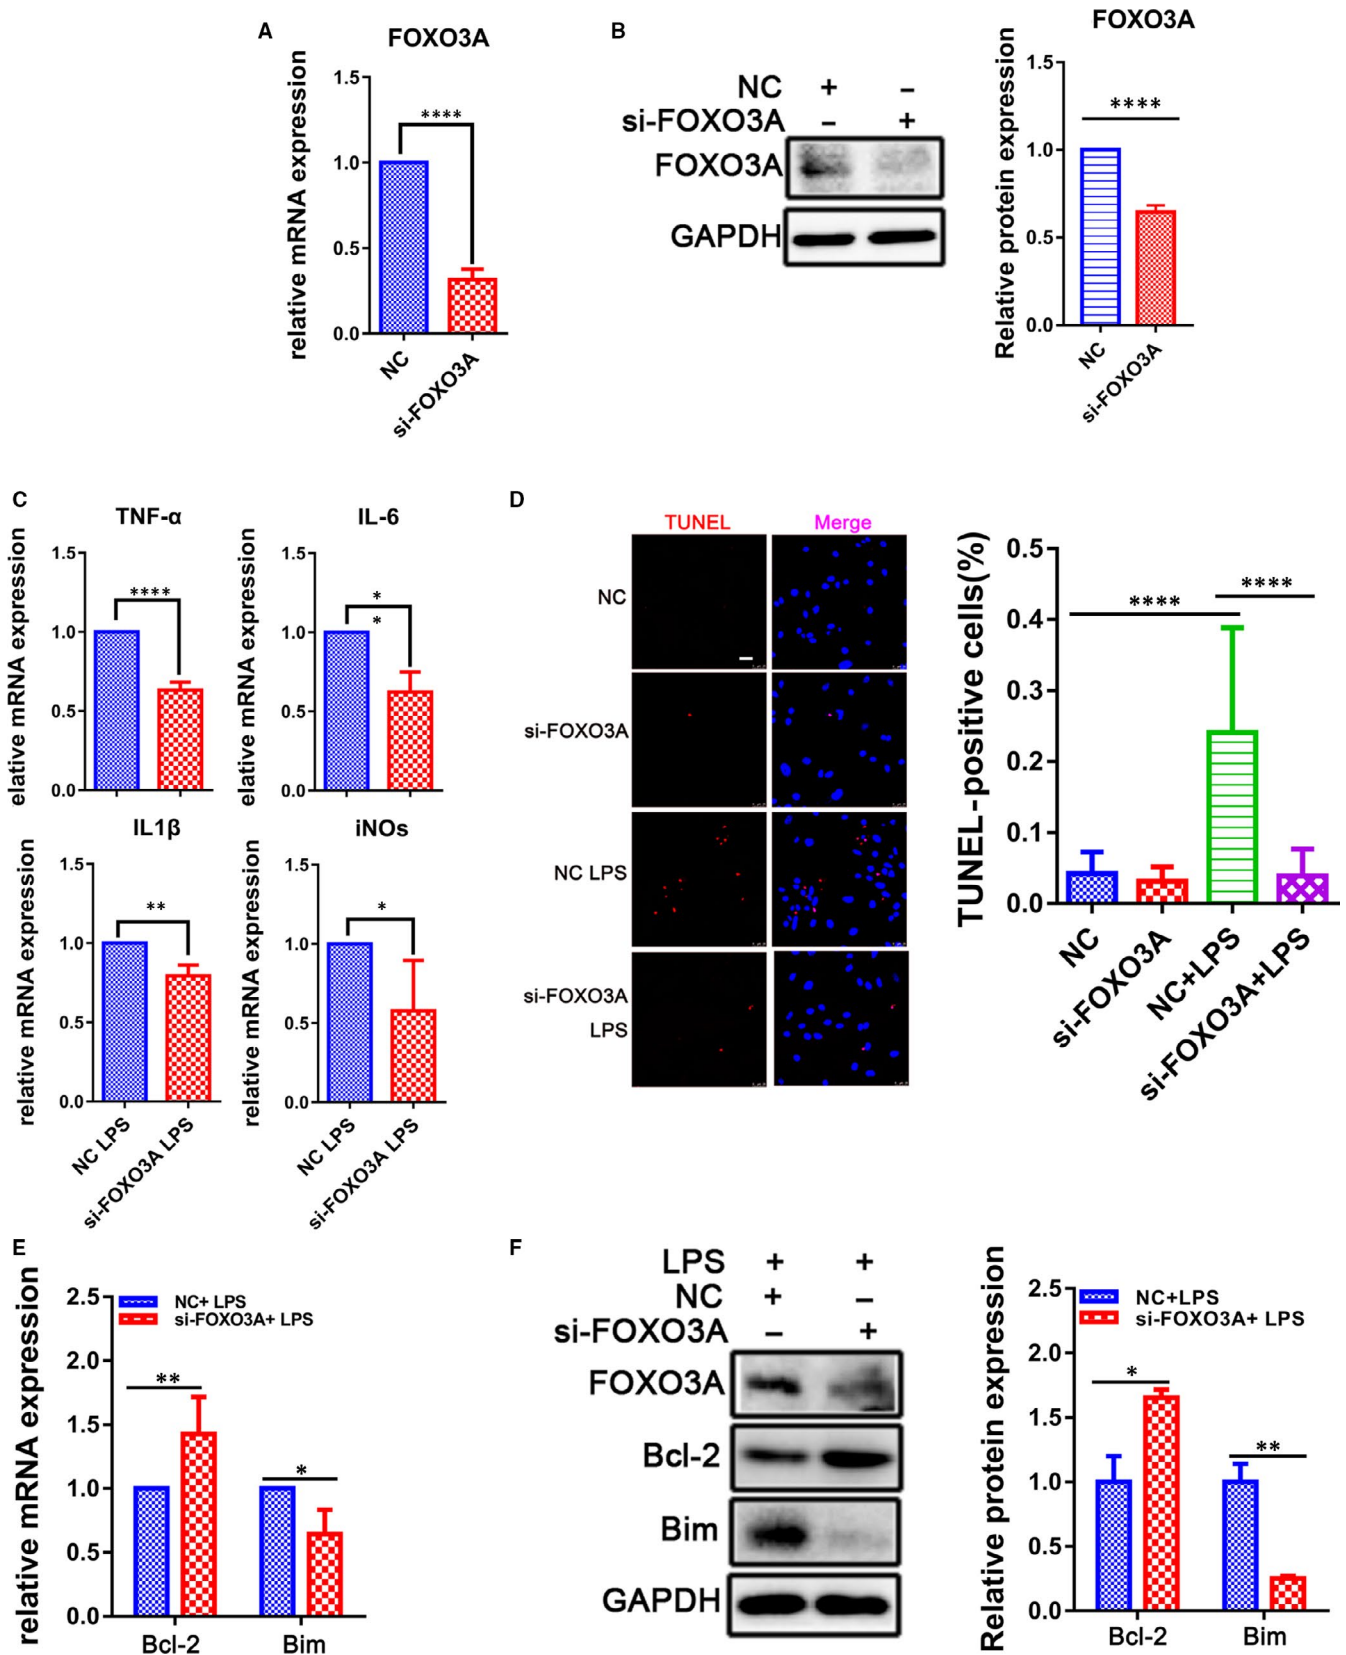 A
FOXO3A
relative mRNA expression
1.5
1.0
0.5
0.0
****
NC
si-FOXO3A
B
NC + –
si-FOXO3A – +
FOXO3A
GAPDH
FOXO3A
Relative protein expression
1.5
1.0
0.5
0.0
****
NC
si-FOXO3A
C
TNF-α
elative mRNA expression
1.5
1.0
0.5
0.0
****
IL-6
elative mRNA expression
1.5
1.0
0.5
0.0
*
*
IL1β
relative mRNA expression
1.5
1.0
0.5
0.0
**
NC LPS
si-FOXO3A LPS
iNOs
relative mRNA expression
1.5
1.0
0.5
0.0
*
NC LPS
si-FOXO3A LPS
D
TUNEL Merge
NC
si-FOXO3A
NC LPS
si-FOXO3A
LPS
TUNEL-positive cells(%)
0.5
0.4
0.3
0.2
0.1
0.0
****
****
NC
si-FOXO3A
NC+LPS
si-FOXO3A+LPS
E
relative mRNA expression
2.5
2.0
1.5
1.0
0.5
0.0
NC+ LPS
si-FOXO3A+ LPS
**
*
Bcl-2 Bim
F
LPS + +
NC + –
si-FOXO3A – +
FOXO3A
Bcl-2
Bim
GAPDH
Relative protein expression
2.5
2.0
1.5
1.0
0.5
0.0
NC+LPS
si-FOXO3A+ LPS
*
**
Bcl-2 Bim